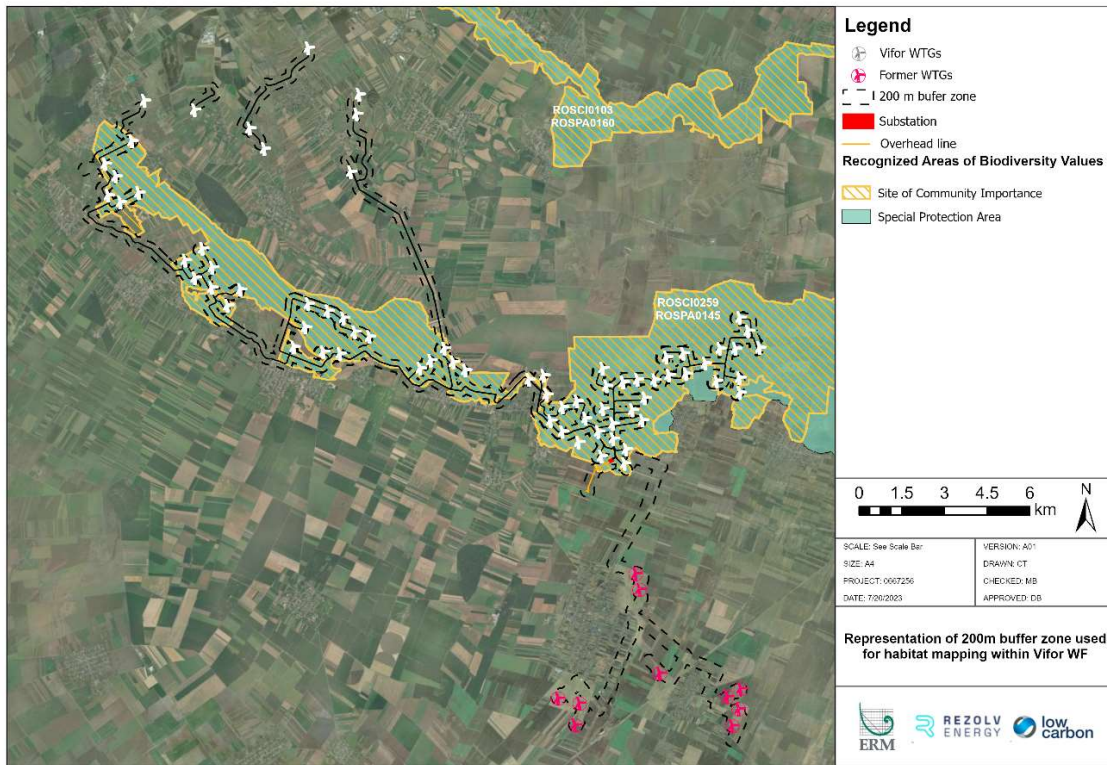 ROSCI0103
ROSPA0160
ROSCI0259
ROSPA0145
Legend
Vifor WTGs
Former WTGs
200 m bufer zone
Substation
Overhead line
Recognized Areas of Biodiversity Values
Site of Community Importance
Special Protection Area
0 1.5 3 4.5 6
km
N
SCALE: See Scale Bar
VERSION: A01
SIZE: A4
DRAWN: CT
PROJECT: 0667256
CHECKED: MB
DATE: 7/20/2023
APPROVED: DB
Representation of 200m buffer zone used
for habitat mapping within Vifor WF
ERM
REZOLV
ENERGY
low
carbon